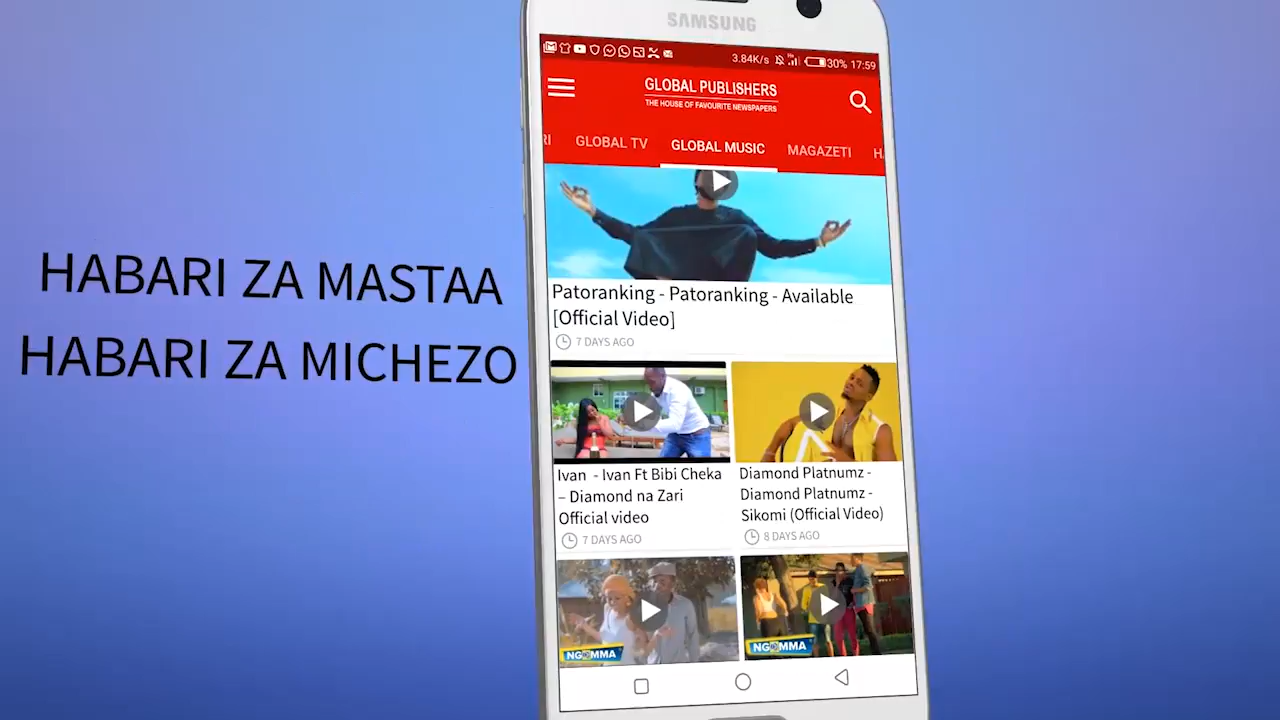 SAMSUNG
3.84K/s
30% 17:59
GLOBAL PUBLISHERS
THE HOUSE OF FAVOURITE NEWSPAPERS
GLOBAL TV GLOBAL MUSIC MAGAZETI
Patoranking - Patoranking - Available
[Official Video]
7 DAYS AGO
Ivan - Ivan Ft Bibi Cheka
– Diamond na Zari
Official video
7 DAYS AGO
Diamond Platnumz -
Diamond Platnumz -
Sikomi (Official Video)
8 DAYS AGO
NGOMMA
NGOMMA
HABARI ZA MASTAA
HABARI ZA MICHEZO